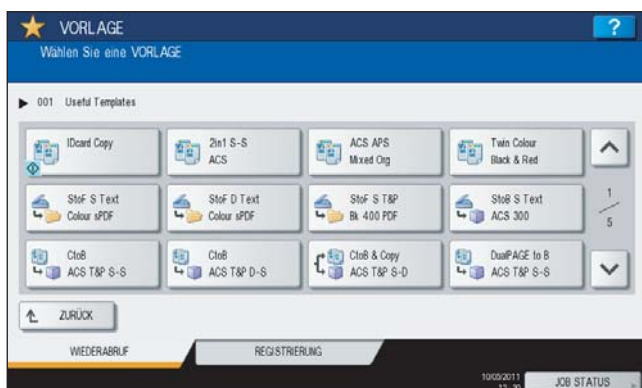 VORLAGE
?
Wählen Sie eine VORLAGE
001 Useful Templates
IDcard Copy
2in1 S-S
ACS
ACS APS
Mixed Org
Twin Colour
Black & Red
StoF S Text
Colour sPDF
StoF D Text
Colour sPDF
StoF S T&P
Bk 400 PDF
StoB S Text
ACS 300
1
5
CtoB
ACS T&P S-S
CtoB
ACS T&P D-S
CtoB & Copy
ACS T&P S-D
DualPAGE to B
ACS T&P S-S
ZURÜCK
WIEDERABRUF
REGISTRIERUNG
10/05/2011
JOB STATUS